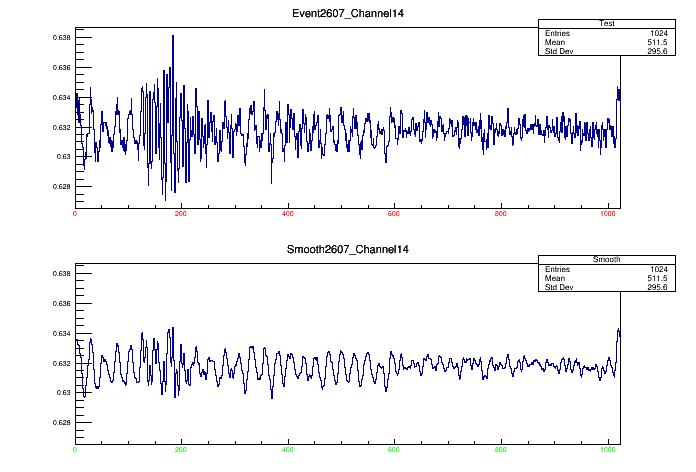 Event2607_Channel14
Test
Entries 1024
Mean 511.5
Std Dev 295.6
0.638
0.636
0.634
0.632
0.63
0.628
0 200 400 600 800 1000
Smooth2607_Channel14
Smooth
Entries 1024
Mean 511.5
Std Dev 295.6
0.638
0.636
0.634
0.632
0.63
0.628
0 200 400 600 800 1000